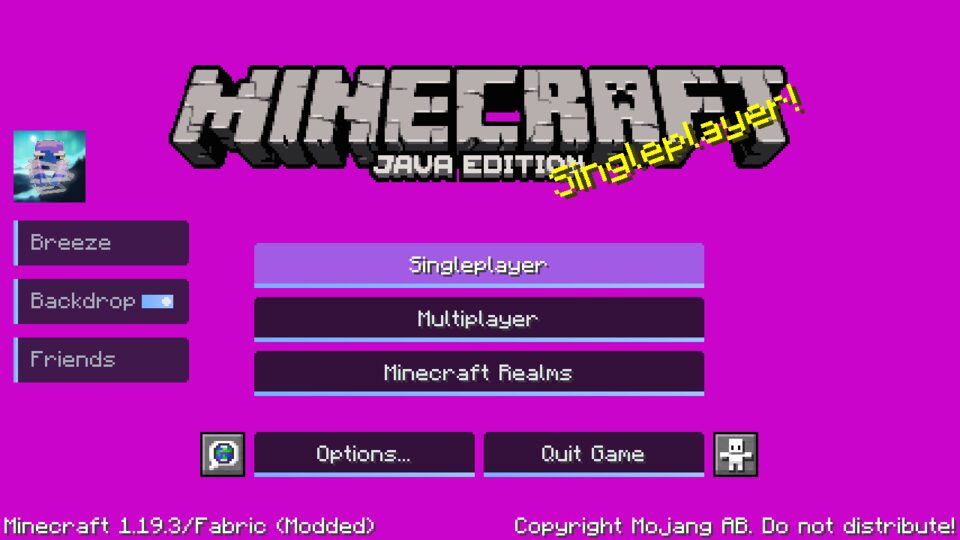 MINECRAFT
JAVA EDITION
Singleplayer!
Breeze
Backdrop
Friends
Singleplayer
Multiplayer
Minecraft Realms
Options...
Quit Game
Minecraft 1.19.3/Fabric (Modded)
Copyright Mojang AB. Do not distribute!